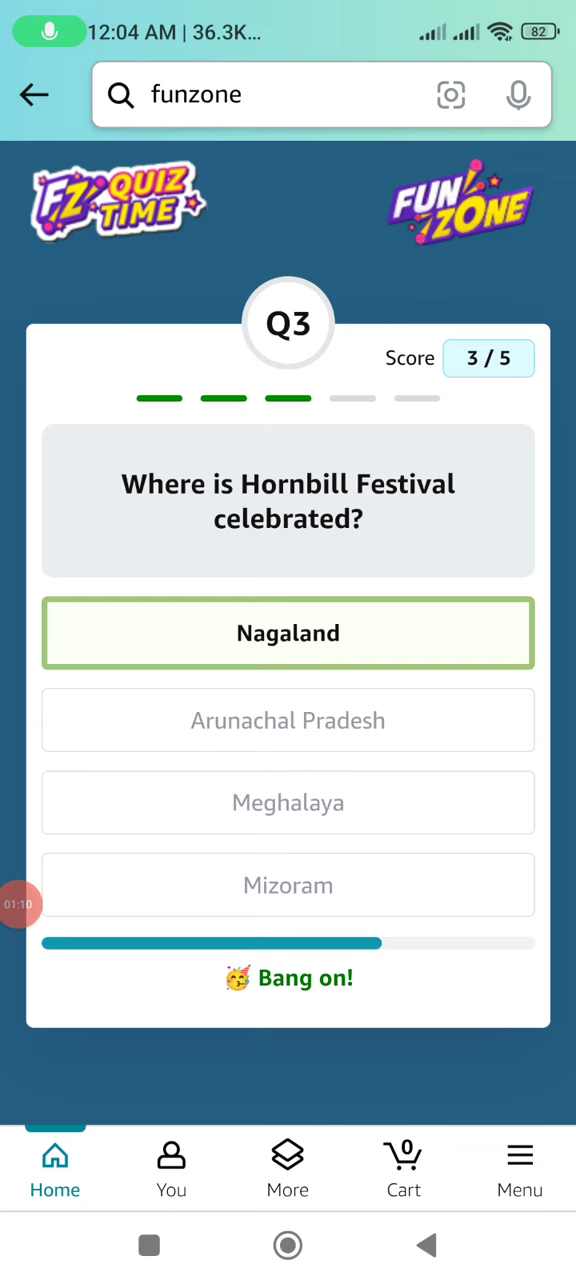 12:04 AM | 36.3K...
82
funzone
FZ QUIZ
TIME
FUN
ZONE
Q3
Score 3 / 5
Where is Hornbill Festival
celebrated?
Nagaland
Arunachal Pradesh
Meghalaya
Mizoram
01:10
🥳 Bang on!
0
Home You More Cart Menu